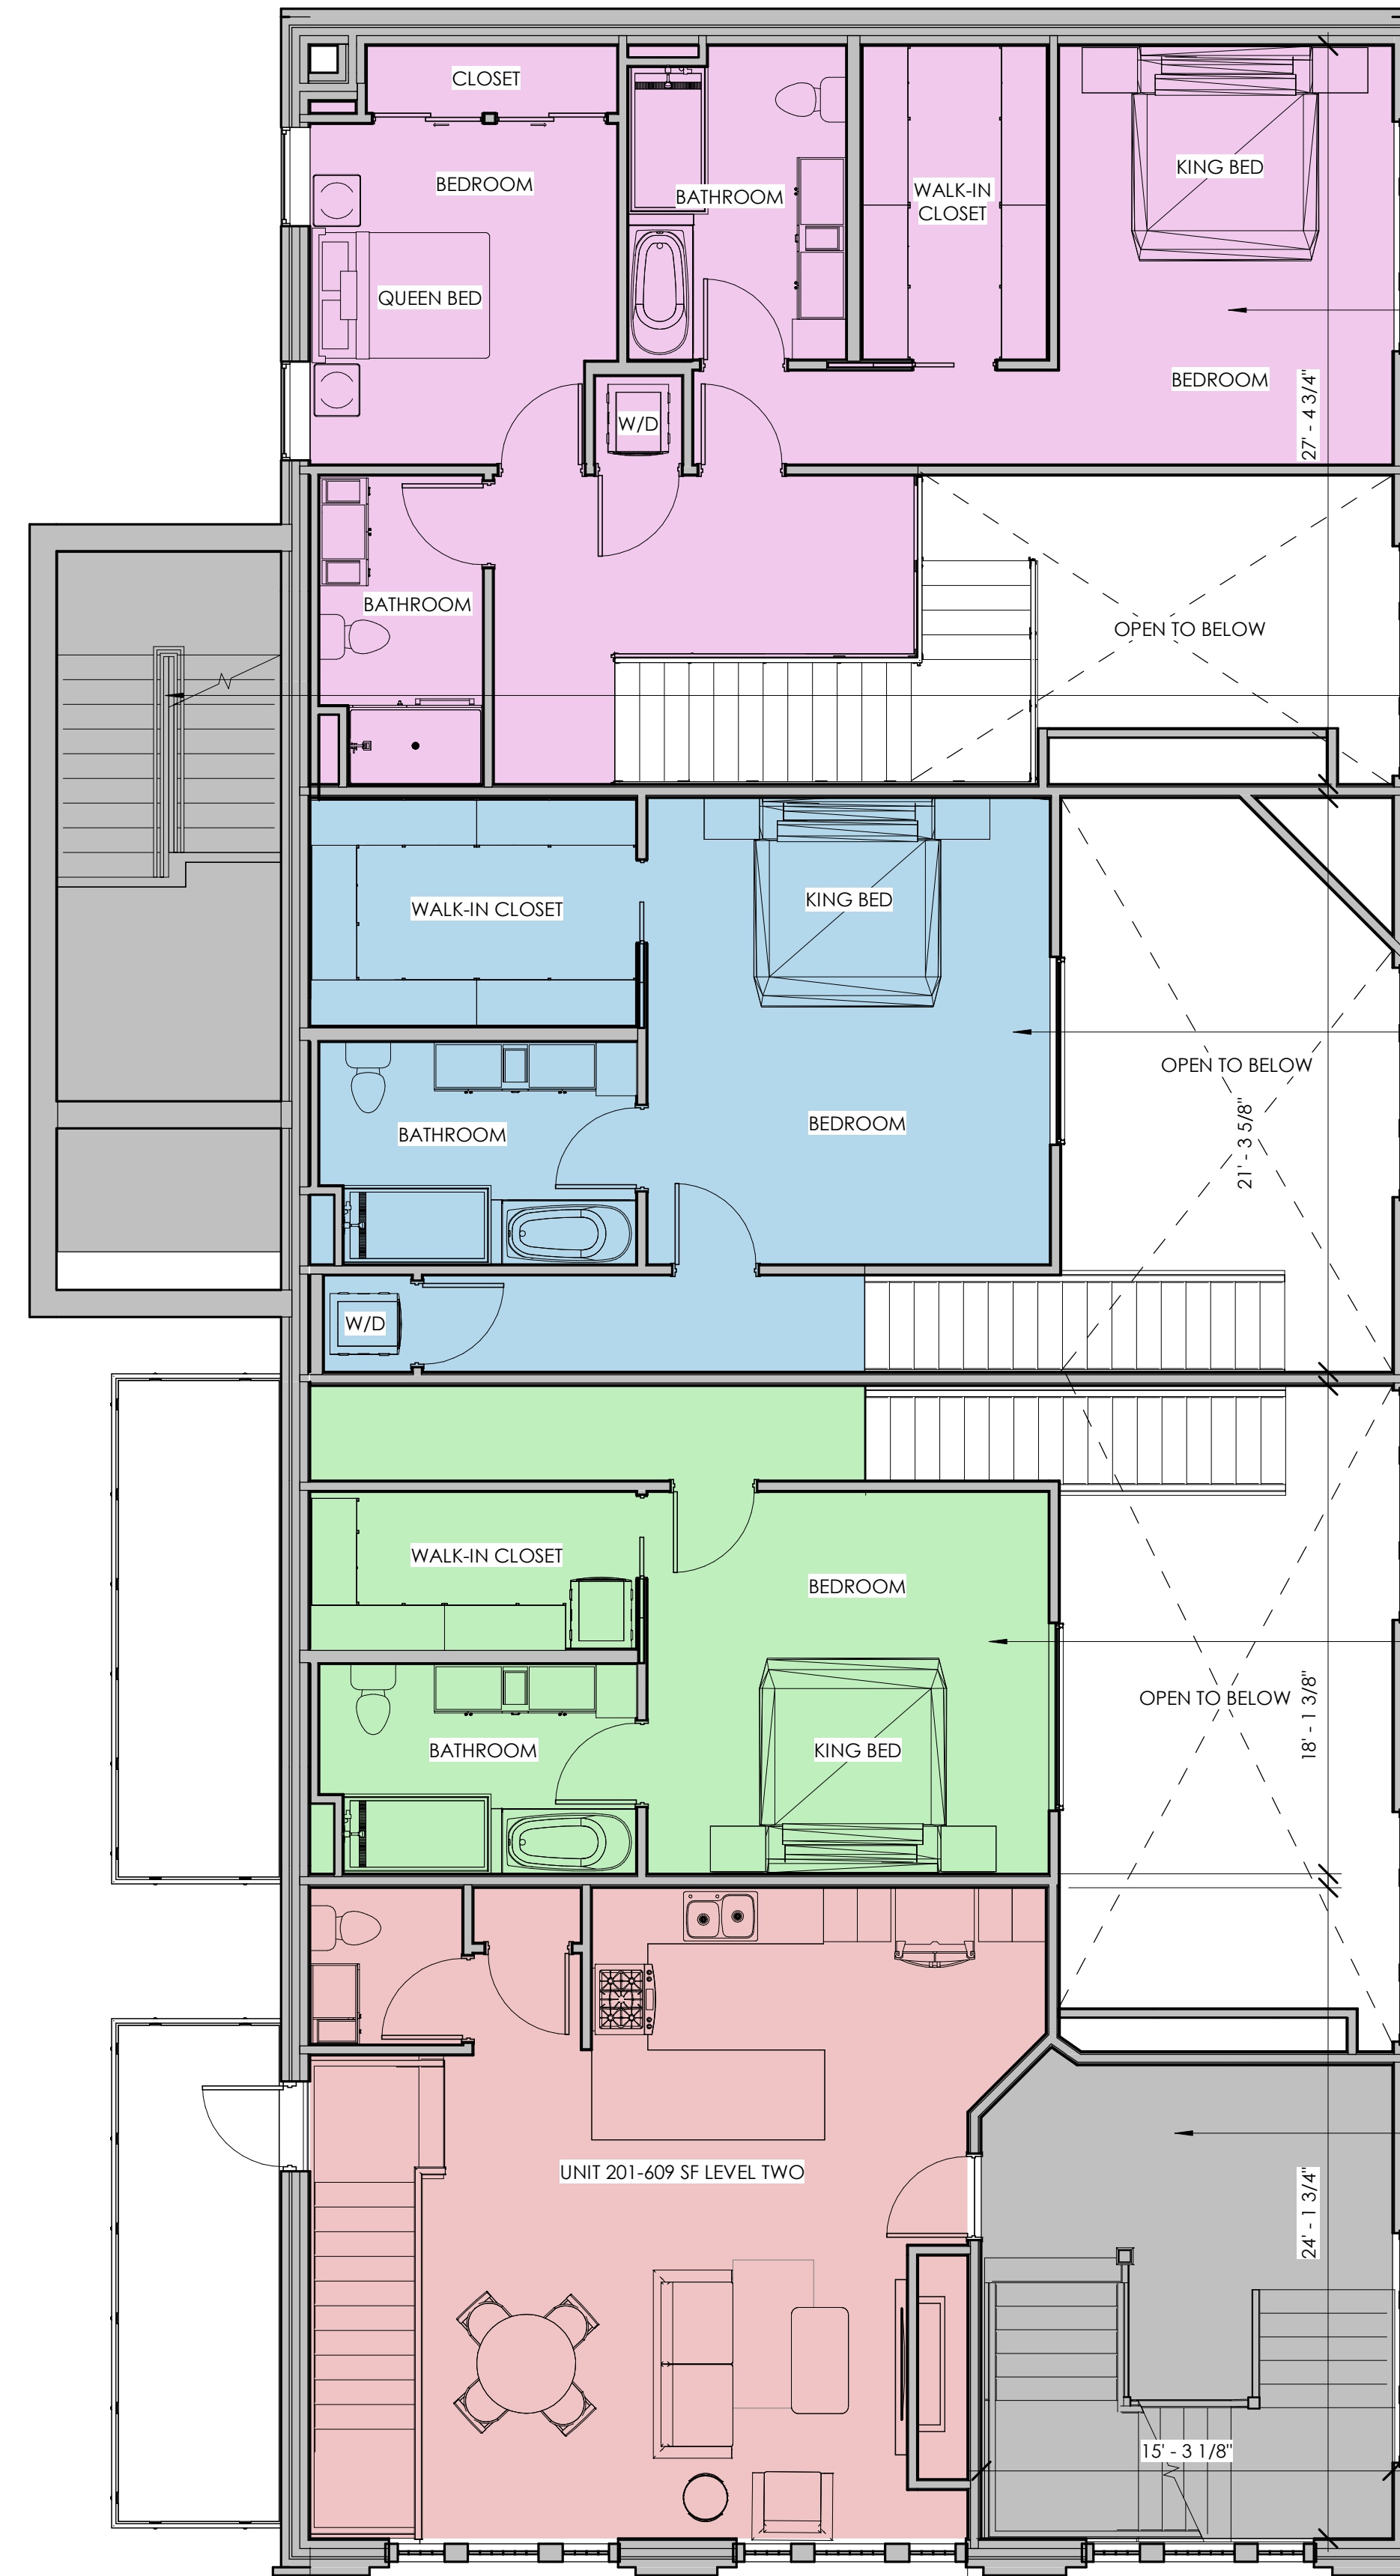 CLOSET
BEDROOM
BATHROOM
WALK-IN
CLOSET
KING BED
QUEEN BED
BEDROOM
27' - 4 3/4"
W/D
BATHROOM
OPEN TO BELOW
WALK-IN CLOSET
KING BED
OPEN TO BELOW
21' - 3 5/8"
BATHROOM
BEDROOM
W/D
WALK-IN CLOSET
BEDROOM
OPEN TO BELOW
18' - 1 3/8"
BATHROOM
KING BED
UNIT 201-609 SF LEVEL TWO
24' - 1 3/4"
15' - 3 1/8"